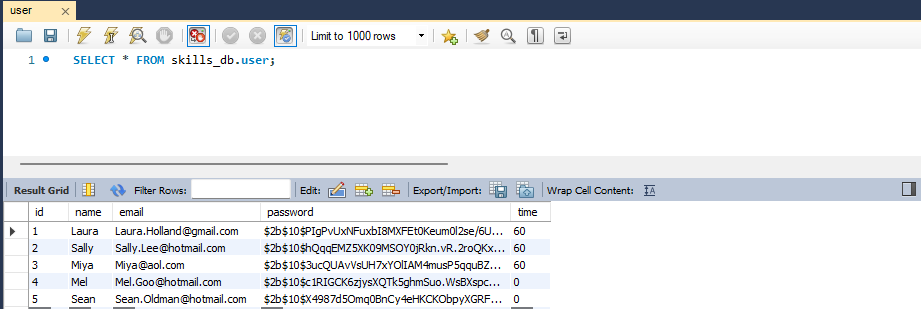 user ×
Limit to 1000 rows
1 SELECT * FROM skills_db.user;
Result Grid Filter Rows: Edit: Export/Import: Wrap Cell Content:
id name email password time
1 Laura Laura.Holland@gmail.com $2b$10$PIgPvUxNFuxbI8MXFEt0Keum0l2se/6U... 60
2 Sally Sally.Lee@hotmail.com $2b$10$hQqqEMZ5XK09MSOY0jRkn.vR.2roQKx... 60
3 Miya Miya@aol.com $2b$10$3ucQUAvVsUH7xYOlIAM4musP5qquBZ... 60
4 Mel Mel.Goo@hotmail.com $2b$10$c1RIGCK6zjysXQTk5ghmSuo.WsBXspc... 0
5 Sean Sean.Oldman@hotmail.com $2b$10$X4987d5Omq0BnCy4eHKCKObpyXGRF... 0